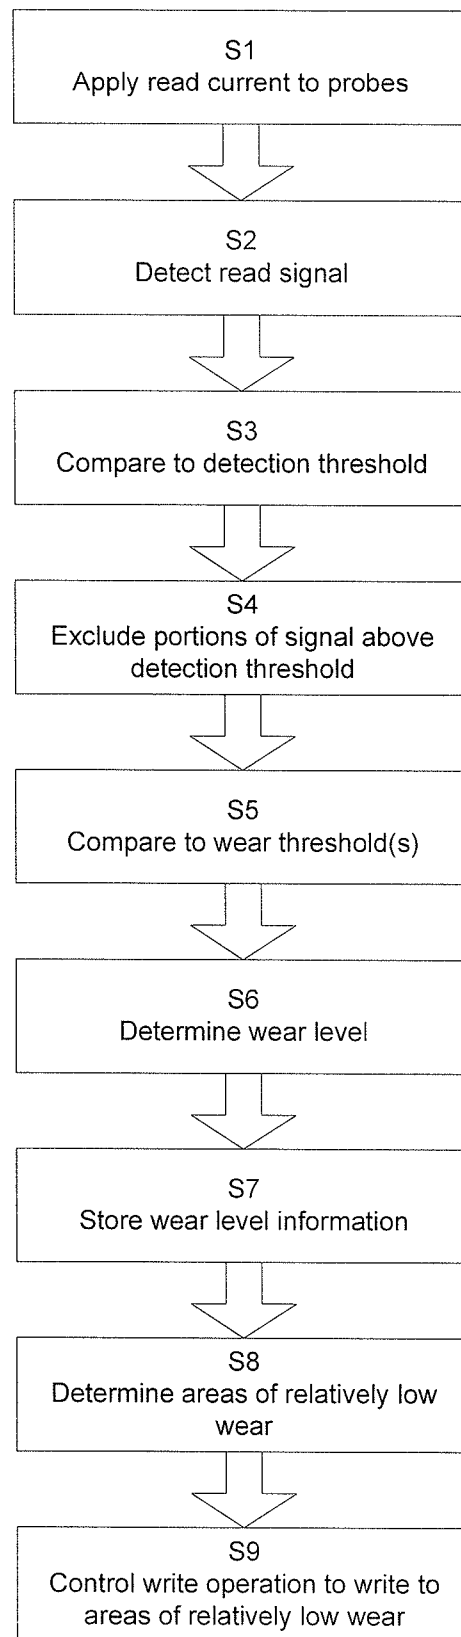 S1
Apply read current to probes
S2
Detect read signal
S3
Compare to detection threshold
S4
Exclude portions of signal above
detection threshold
S5
Compare to wear threshold(s)
S6
Determine wear level
S7
Store wear level information
S8
Determine areas of relatively low
wear
S9
Control write operation to write to
areas of relatively low wear